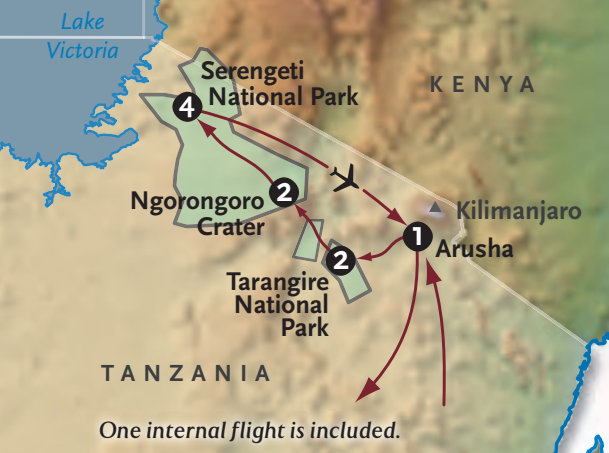 Lake
Victoria
Serengeti
National Park
KENYA
4
2
Ngorongoro
Crater
Kilimanjaro
1
Arusha
2
Tarangire
National
Park
TANZANIA
One internal flight is included.